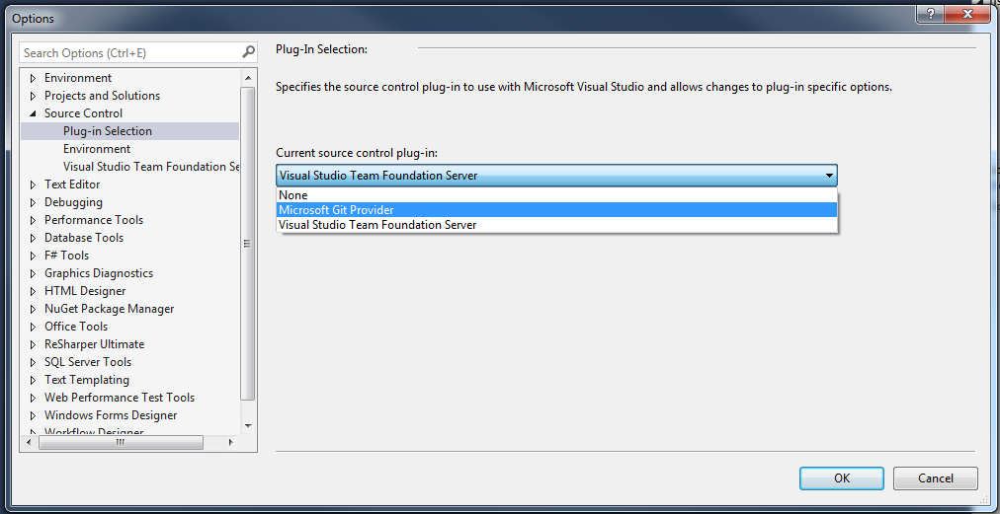 Options
?
Search Options (Ctrl+E)
Environment
Projects and Solutions
Source Control
Plug-in Selection
Environment
Visual Studio Team Foundation Se
Text Editor
Debugging
Performance Tools
Database Tools
F# Tools
Graphics Diagnostics
HTML Designer
NuGet Package Manager
Office Tools
ReSharper Ultimate
SQL Server Tools
Text Templating
Web Performance Test Tools
Windows Forms Designer
Workflow Designer
Plug-In Selection:
Specifies the source control plug-in to use with Microsoft Visual Studio and allows changes to plug-in specific options.
Current source control plug-in:
Visual Studio Team Foundation Server
None
Microsoft Git Provider
Visual Studio Team Foundation Server
OK
Cancel